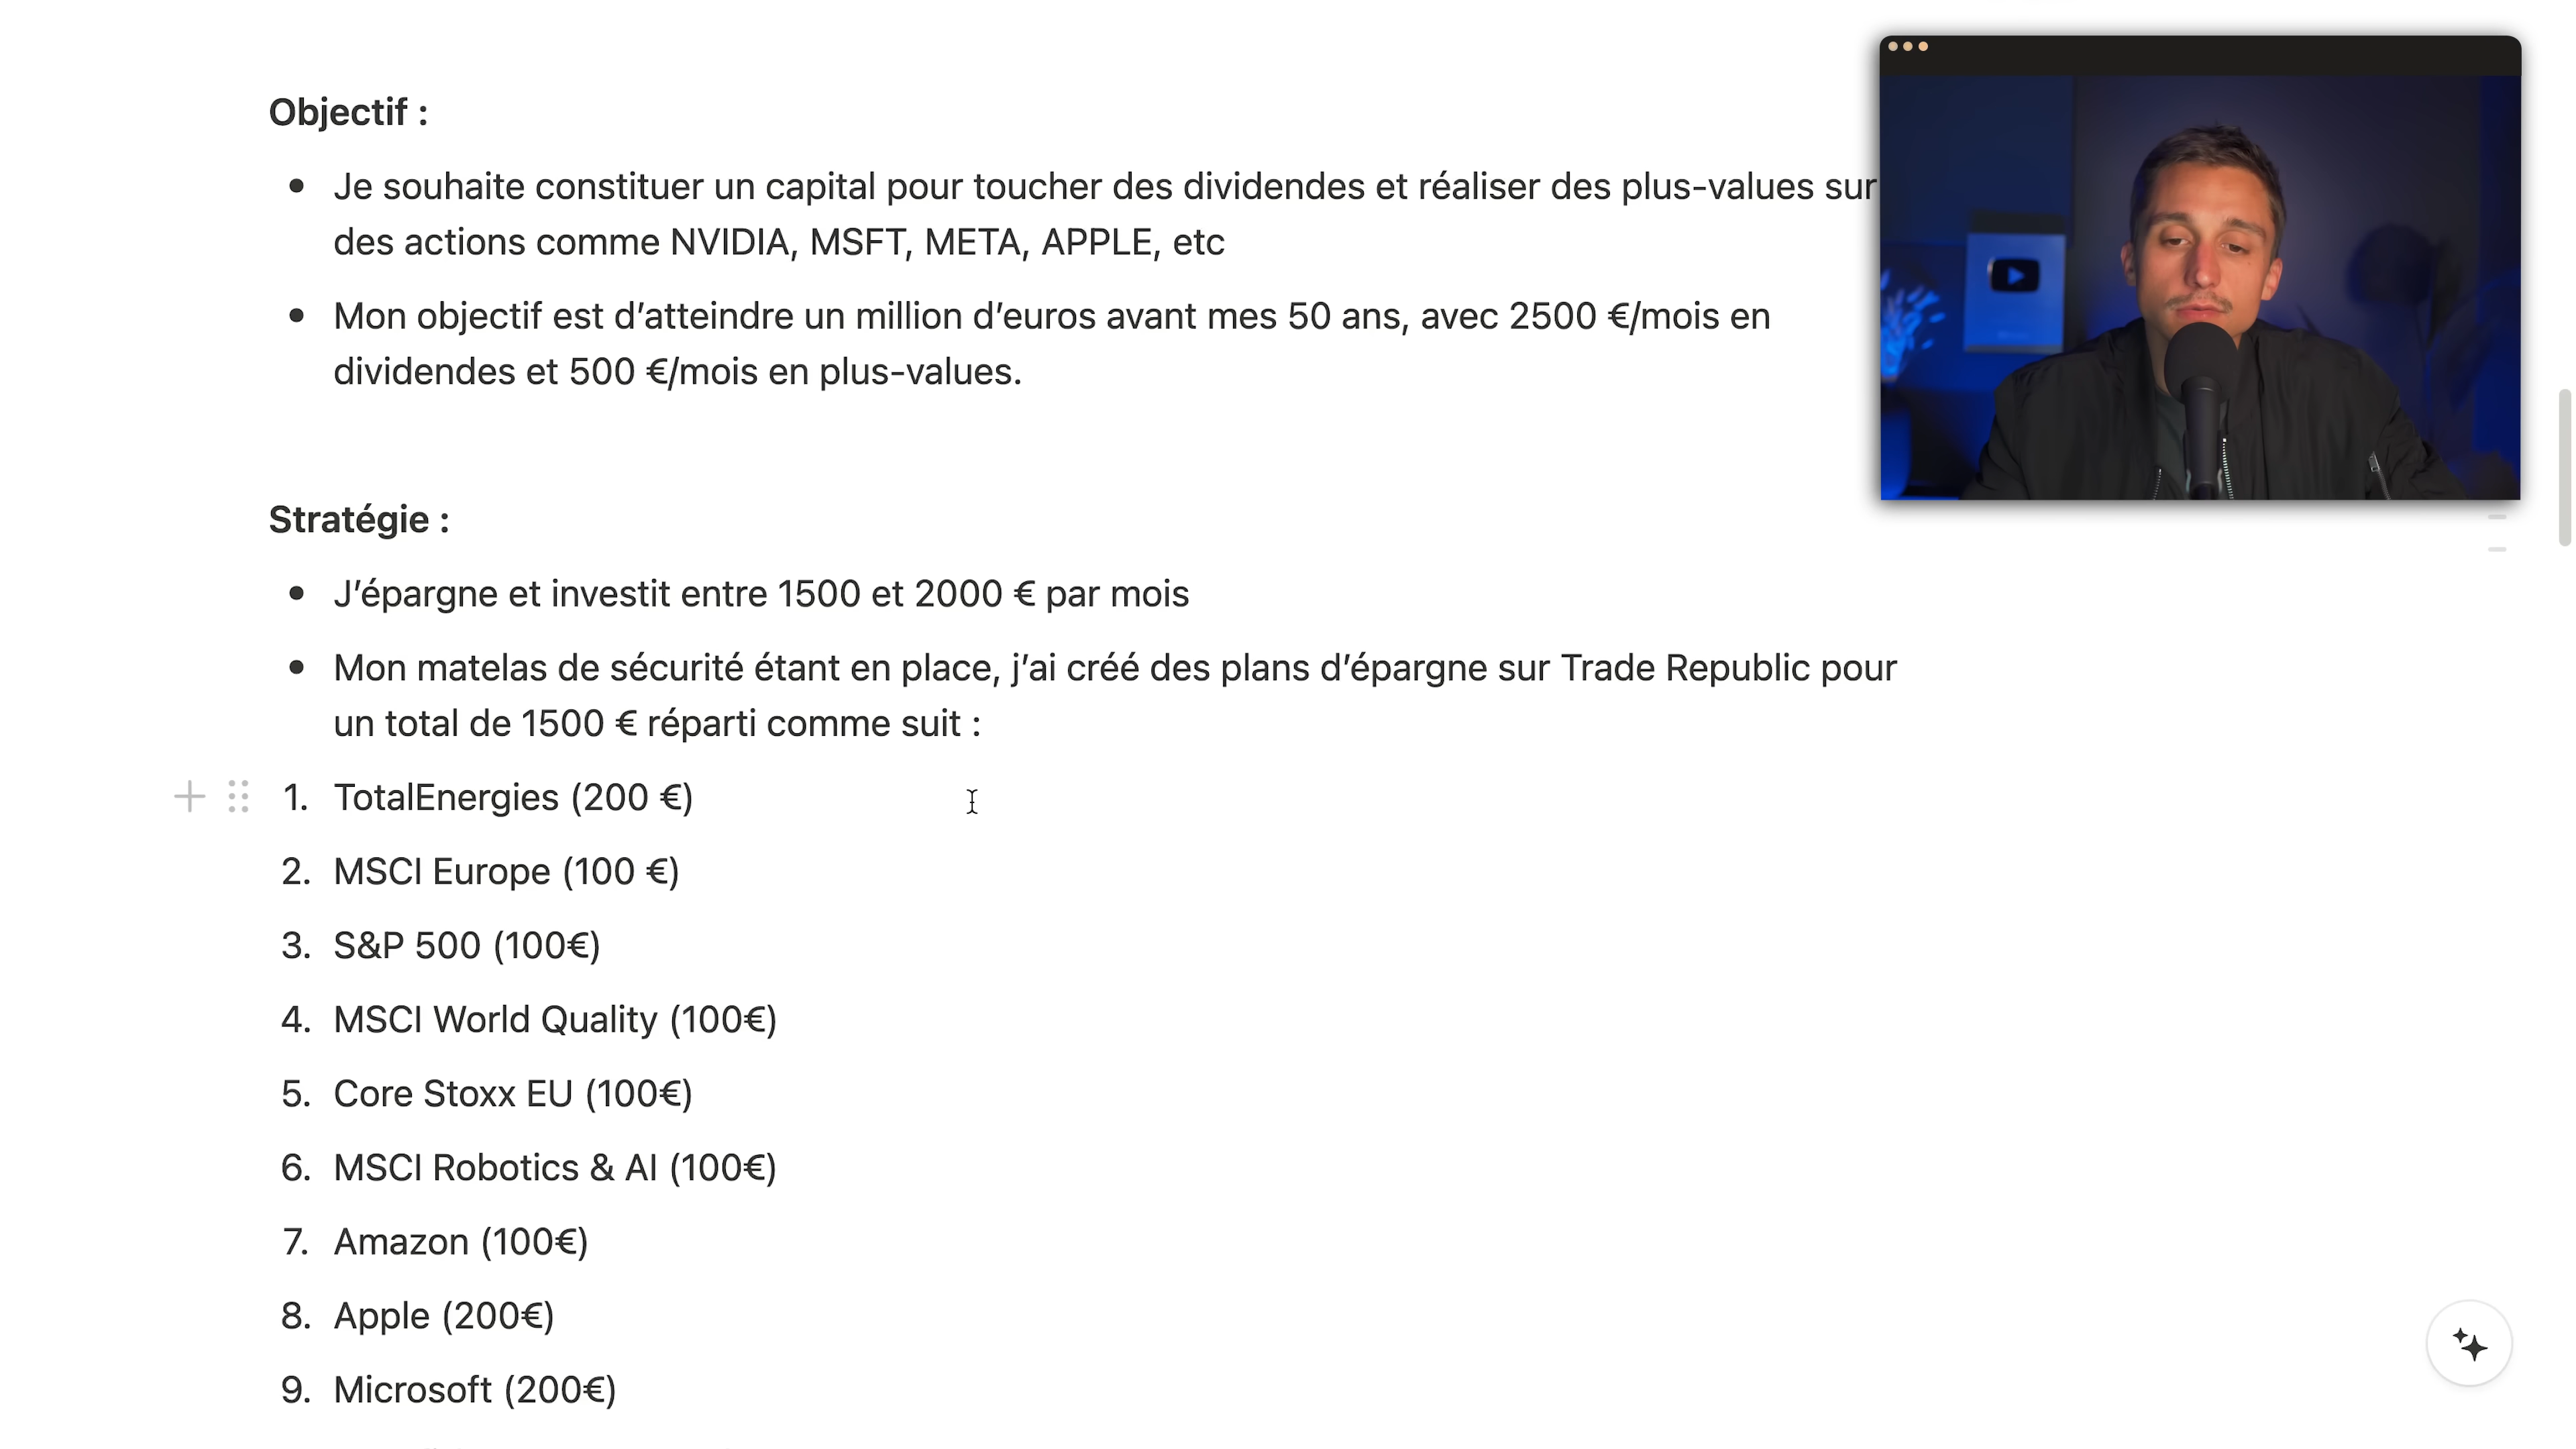 Objectif :
Je souhaite constituer un capital pour toucher des dividendes et réaliser des plus-values sur
des actions comme NVIDIA, MSFT, META, APPLE, etc
Mon objectif est d’atteindre un million d’euros avant mes 50 ans, avec 2500 €/mois en
dividendes et 500 €/mois en plus-values.
Stratégie :
J’épargne et investit entre 1500 et 2000 € par mois
Mon matelas de sécurité étant en place, j’ai créé des plans d’épargne sur Trade Republic pour
un total de 1500 € réparti comme suit :
1. TotalEnergies (200 €)
2. MSCI Europe (100 €)
3. S&P 500 (100€)
4. MSCI World Quality (100€)
5. Core Stoxx EU (100€)
6. MSCI Robotics & AI (100€)
7. Amazon (100€)
8. Apple (200€)
9. Microsoft (200€)